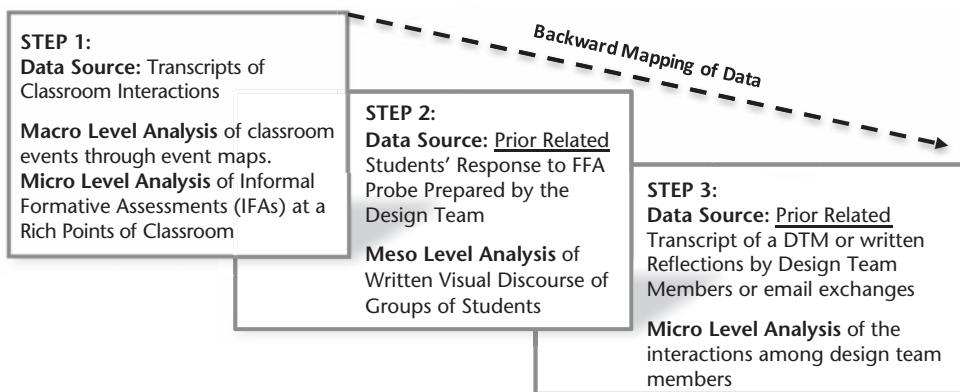 Backward Mapping of Data
STEP 1:
Data Source: Transcripts of
Classroom Interactions
Macro Level Analysis of classroom
events through event maps.
Micro Level Analysis of Informal
Formative Assessments (IFAs) at a
Rich Points of Classroom
STEP 2:
Data Source: Prior Related
Students' Response to FFA
Probe Prepared by the
Design Team
Meso Level Analysis of
Written Visual Discourse of
Groups of Students
STEP 3:
Data Source: Prior Related
Transcript of a DTM or written
Reflections by Design Team
Members or email exchanges
Micro Level Analysis of the
interactions among design team
members